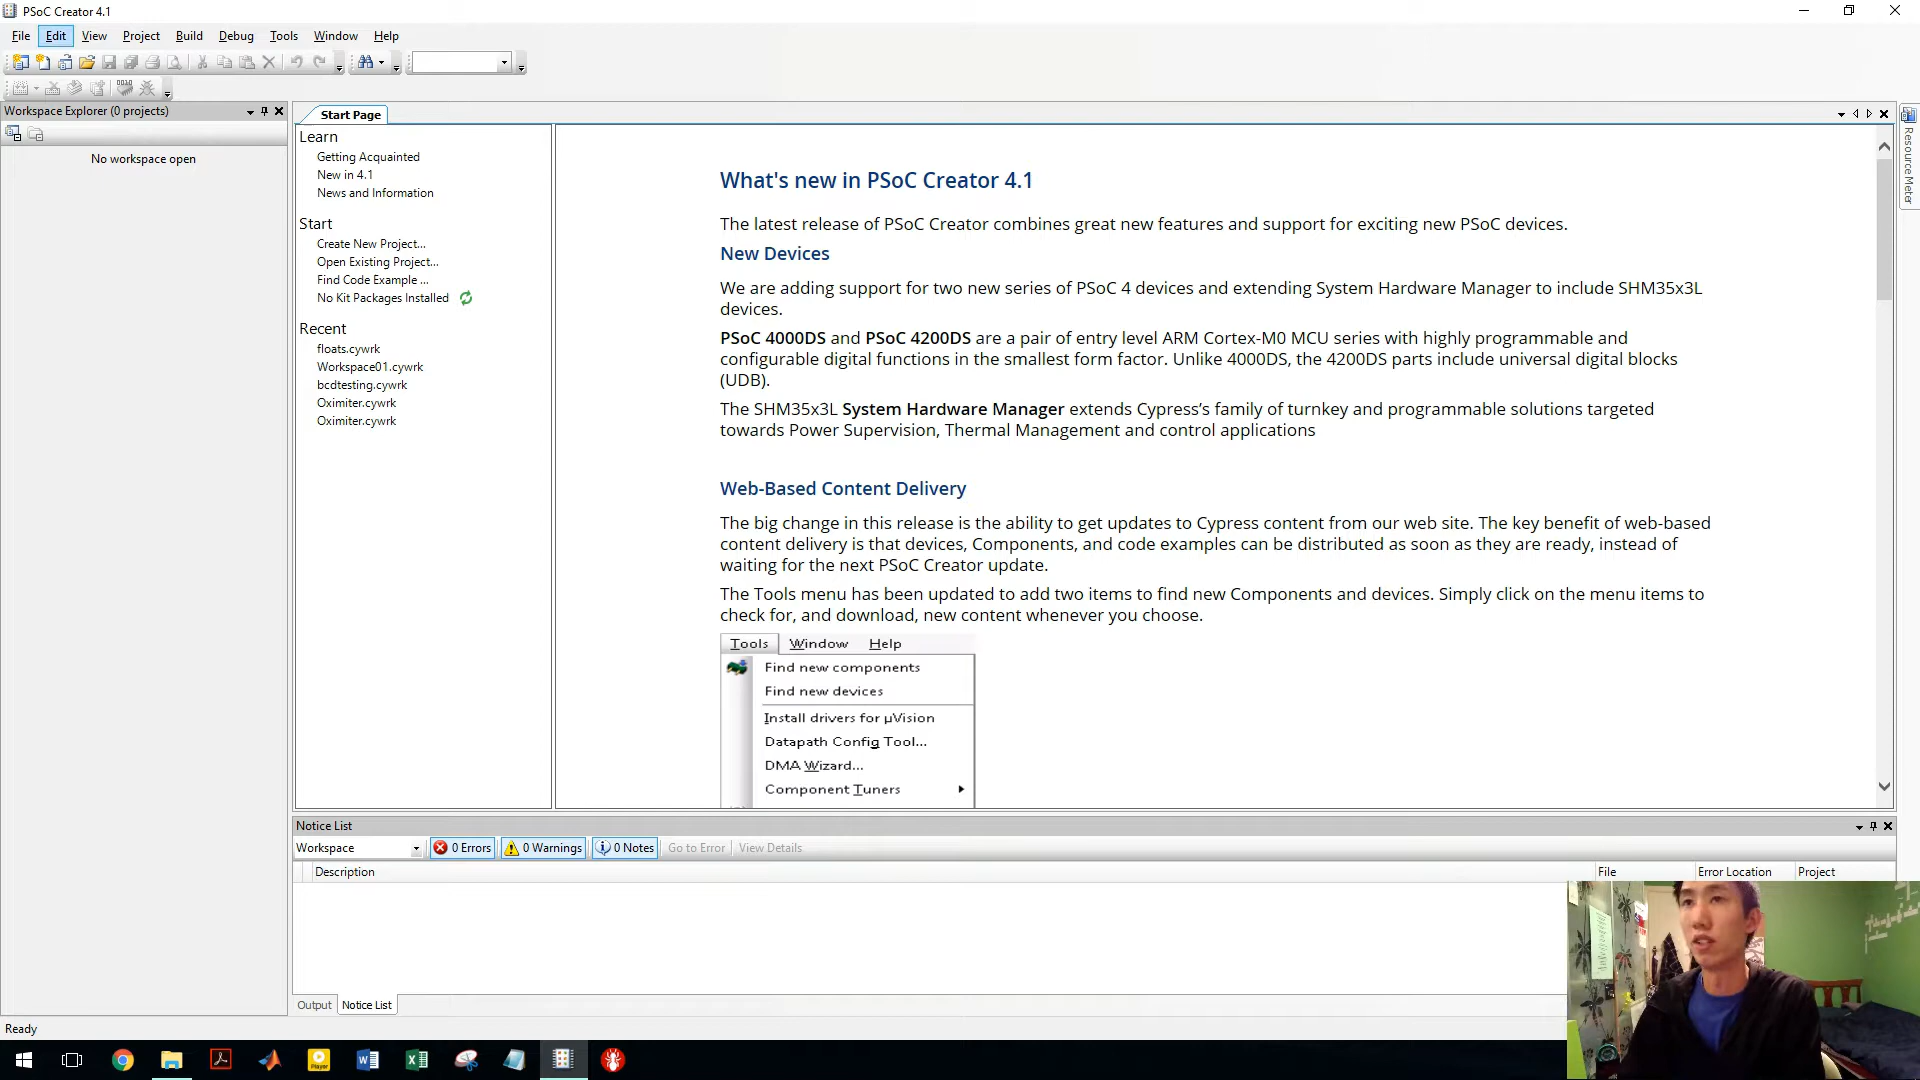 PSoC Creator 4.1
File Edit View Project Build Debug Tools Window Help
Workspace Explorer (0 projects)
No workspace open
Start Page
Learn
Getting Acquainted
New in 4.1
News and Information
Start
Create New Project...
Open Existing Project...
Find Code Example ...
No Kit Packages Installed
Recent
floats.cywrk
Workspace01.cywrk
bcdtesting.cywrk
Oximiter.cywrk
Oximiter.cywrk
What's new in PSoC Creator 4.1
The latest release of PSoC Creator combines great new features and support for exciting new PSoC devices.
New Devices
We are adding support for two new series of PSoC 4 devices and extending System Hardware Manager to include SHM35x3L
devices.
PSoC 4000DS and PSoC 4200DS are a pair of entry level ARM Cortex-M0 MCU series with highly programmable and
configurable digital functions in the smallest form factor. Unlike 4000DS, the 4200DS parts include universal digital blocks
(UDB).
The SHM35x3L System Hardware Manager extends Cypress's family of turnkey and programmable solutions targeted
towards Power Supervision, Thermal Management and control applications
Web-Based Content Delivery
The big change in this release is the ability to get updates to Cypress content from our web site. The key benefit of web-based
content delivery is that devices, Components, and code examples can be distributed as soon as they are ready, instead of
waiting for the next PSoC Creator update.
The Tools menu has been updated to add two items to find new Components and devices. Simply click on the menu items to
check for, and download, new content whenever you choose.
Tools Window Help
Find new components
Find new devices
Install drivers for µVision
Datapath Config Tool...
DMA Wizard...
Component Tuners
Resource Meter
Notice List
Workspace 0 Errors 0 Warnings 0 Notes Go to Error View Details
Description File Error Location Project
Output Notice List
Ready